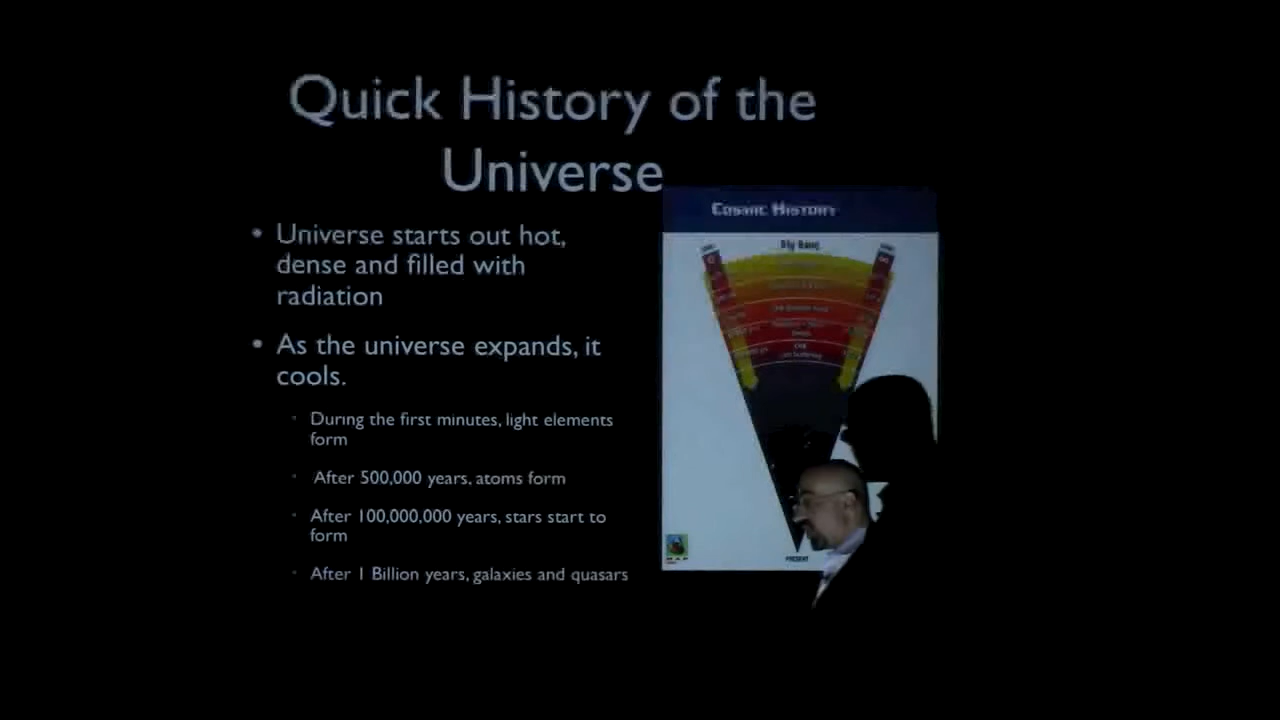 Quick History of the
Universe
• Universe starts out hot,
dense and filled with
radiation
• As the universe expands, it
cools.
· During the first minutes, light elements
form
· After 500,000 years, atoms form
· After 100,000,000 years, stars start to
form
· After 1 Billion years, galaxies and quasars
COSMIC HISTORY
Big Bang
PRESENT
MAP